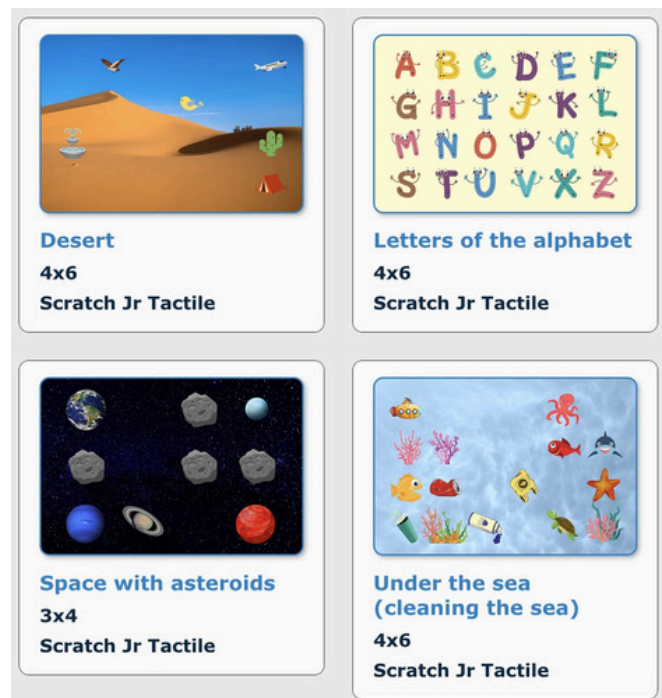 Desert
4x6
Scratch Jr Tactile
A B C D E F
G H I J K L
M N O P Q R
S T U V X Z
Letters of the alphabet
4x6
Scratch Jr Tactile
Space with asteroids
3x4
Scratch Jr Tactile
Under the sea
(cleaning the sea)
4x6
Scratch Jr Tactile